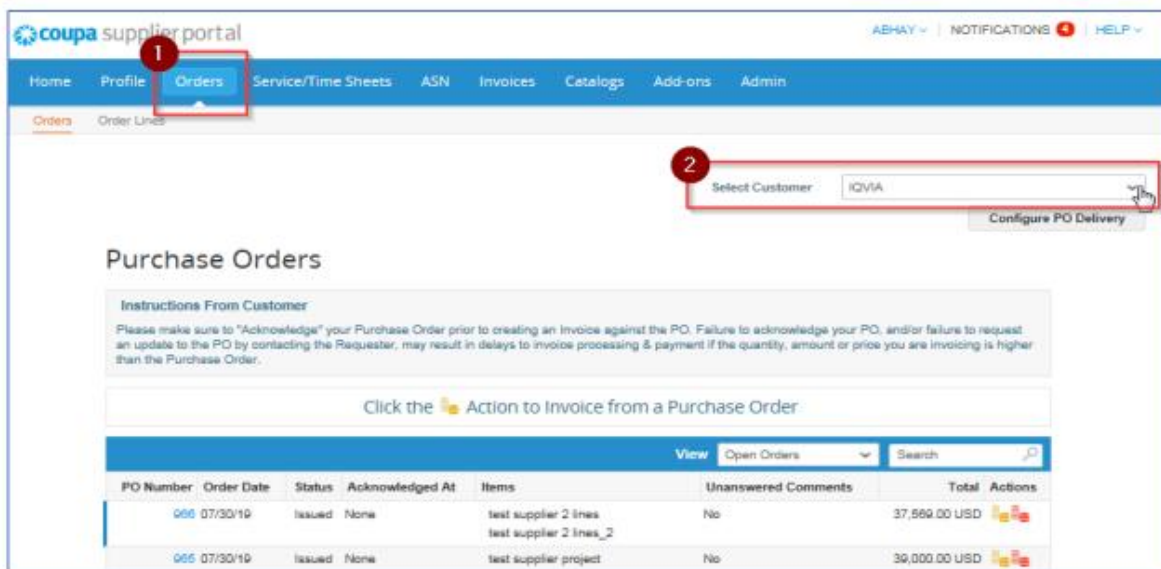 coupa supplier portal
ABHAY NOTIFICATIONS 4 HELP
1
Home Profile Orders Service/Time Sheets ASN Invoices Catalogs Add-ons Admin
Orders Order Lines
2
Select Customer IQVIA
Configure PO Delivery
Purchase Orders
Instructions From Customer
Please make sure to "Acknowledge" your Purchase Order prior to creating an Invoice against the PO. Failure to acknowledge your PO, and/or failure to request
an update to the PO by contacting the Requester, may result in delays to invoice processing & payment if the quantity, amount or price you are invoicing is higher
than the Purchase Order.
Click the Action to Invoice from a Purchase Order
View Open Orders Search
PO Number Order Date Status Acknowledged At Items Unanswered Comments Total Actions
966 07/30/19 Issued None test supplier 2 lines No 37,569.00 USD
test supplier 2 lines_2
965 07/30/19 Issued None test supplier project No 39,000.00 USD